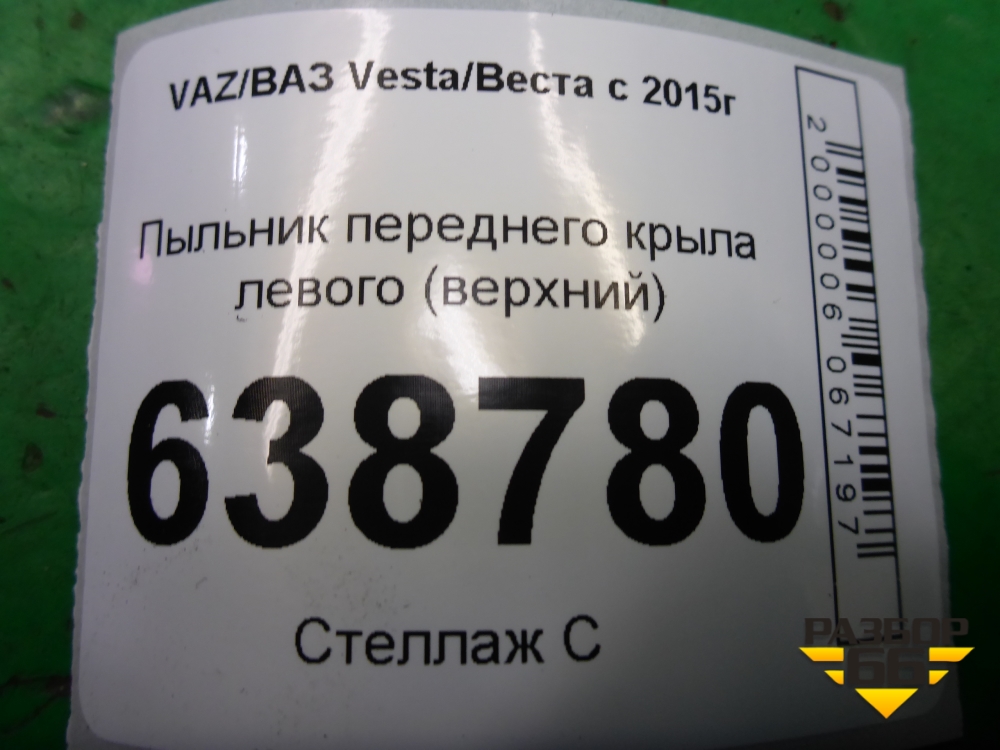 VAZ/ВАЗ Vesta/Веста с 2015г
Пыльник переднего крыла
левого (верхний)
638780
Стеллаж С
2000006067197
РАЗБОР
66